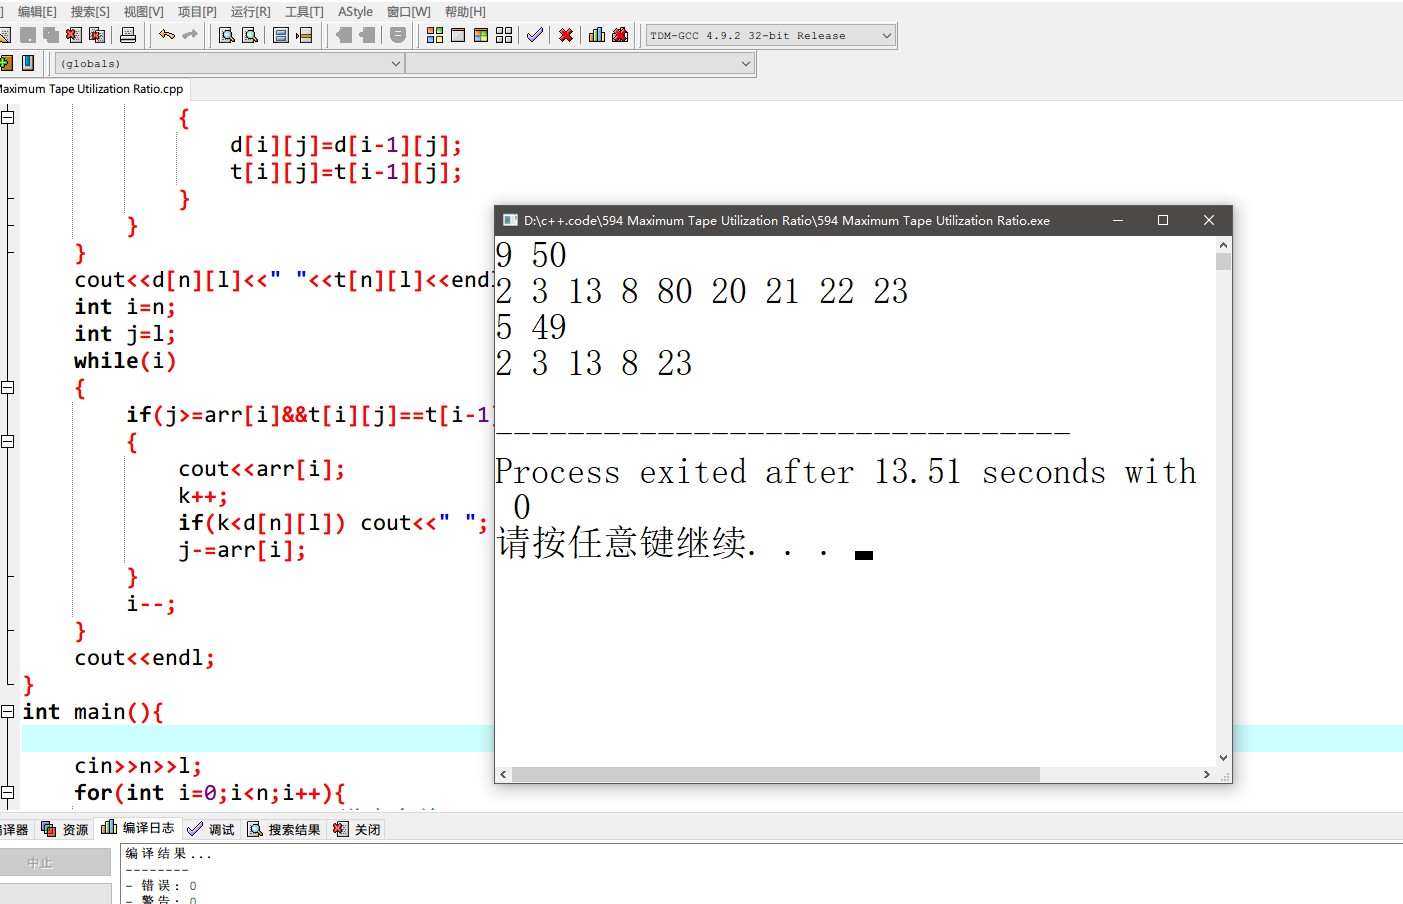 编辑[E] 搜索[S] 视图[V] 项目[P] 运行[R] 工具[T] AStyle 窗口[W] 帮助[H]
TDM-GCC 4.9.2 32-bit Release
(globals)
Maximum Tape Utilization Ratio.cpp
{
d[i][j]=d[i-1][j];
t[i][j]=t[i-1][j];
}
}
}
cout<<d[n][l]<<" "<<t[n][l]<<endl
int i=n;
int j=l;
while(i)
{
if(j>=arr[i]&&t[i][j]==t[i-1]
{
cout<<arr[i];
k++;
if(k<d[n][l]) cout<<" ";
j-=arr[i];
}
i--;
}
cout<<endl;
}
int main(){
cin>>n>>l;
for(int i=0;i<n;i++){
D:\c++.code\594 Maximum Tape Utilization Ratio\594 Maximum Tape Utilization Ratio.exe
9 50
2 3 13 8 80 20 21 22 23
5 49
2 3 13 8 23
--------------------------------
Process exited after 13.51 seconds with
0
请按任意键继续. . .
译器 资源 编译日志 调试 搜索结果 关闭
中止
编译结果...
--------
- 错误: 0
- 警告: 0